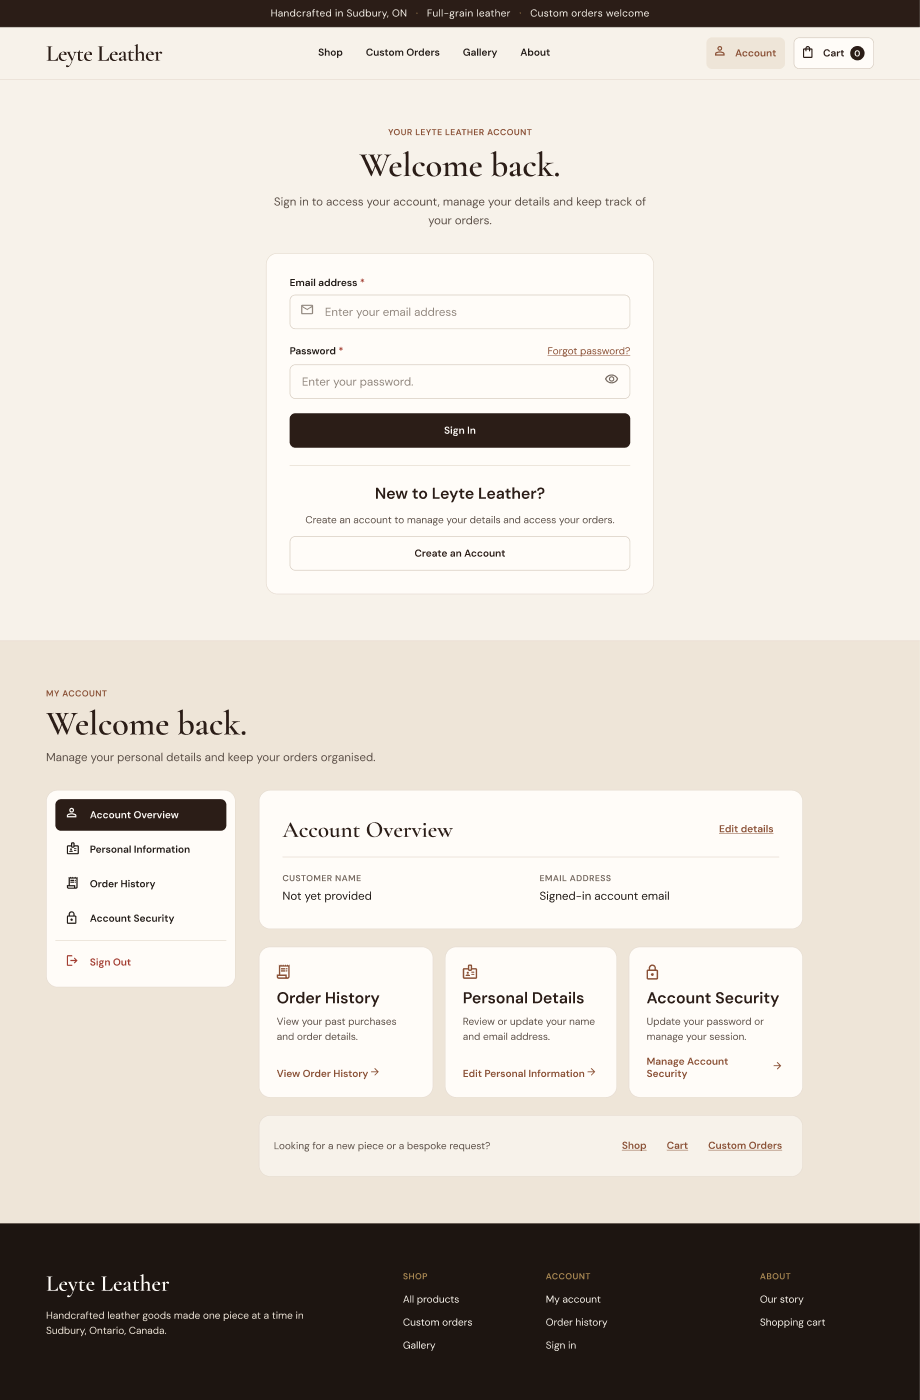 Handcrafted in Sudbury, ON · Full-grain leather · Custom orders welcome
Leyte Leather
Shop Custom Orders Gallery About
Account
Cart 0
YOUR LEYTE LEATHER ACCOUNT
Welcome back.
Sign in to access your account, manage your details and keep track of
your orders.
Email address *
Enter your email address
Password *
Forgot password?
Enter your password.
Sign In
New to Leyte Leather?
Create an account to manage your details and access your orders.
Create an Account
MY ACCOUNT
Welcome back.
Manage your personal details and keep your orders organised.
Account Overview
Personal Information
Order History
Account Security
Sign Out
Account Overview
Edit details
CUSTOMER NAME
Not yet provided
EMAIL ADDRESS
Signed-in account email
Order History
View your past purchases
and order details.
View Order History →
Personal Details
Review or update your name
and email address.
Edit Personal Information →
Account Security
Update your password or
manage your session.
Manage Account
Security →
Looking for a new piece or a bespoke request?
Shop Cart Custom Orders
Leyte Leather
Handcrafted leather goods made one piece at a time in
Sudbury, Ontario, Canada.
SHOP
All products
Custom orders
Gallery
ACCOUNT
My account
Order history
Sign in
ABOUT
Our story
Shopping cart